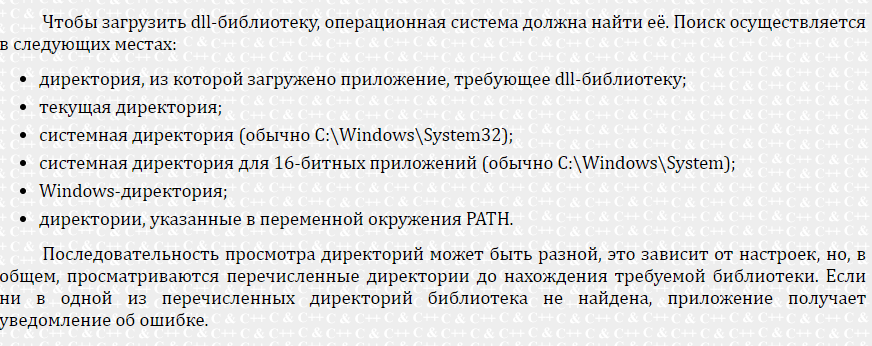 Чтобы загрузить dll-библиотеку, операционная система должна найти её. Поиск осуществляется
в следующих местах:
• директория, из которой загружено приложение, требующее dll-библиотеку;
• текущая директория;
• системная директория (обычно C:\Windows\System32);
• системная директория для 16-битных приложений (обычно C:\Windows\System);
• Windows-директория;
• директории, указанные в переменной окружения PATH.
Последовательность просмотра директорий может быть разной, это зависит от настроек, но, в
общем, просматриваются перечисленные директории до нахождения требуемой библиотеки. Если
ни в одной из перечисленных директорий библиотека не найдена, приложение получает
уведомление об ошибке.